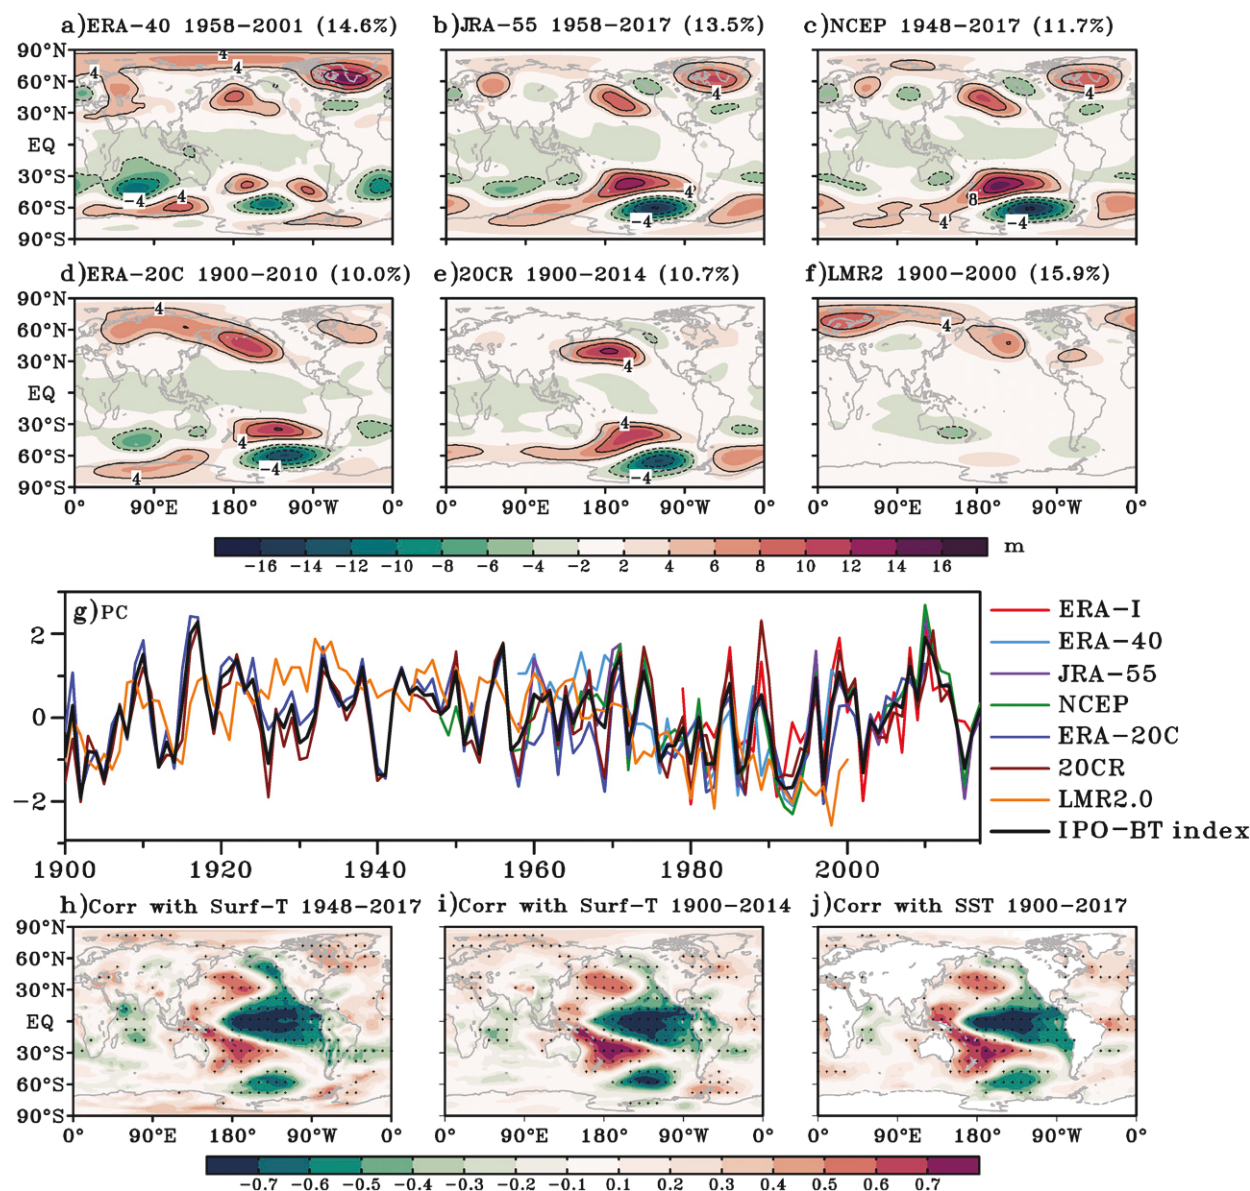 a)ERA-40 1958-2001 (14.6%) b)JRA-55 1958-2017 (13.5%) c)NCEP 1948-2017 (11.7%)
90°N
60°N
30°N
EQ
30°S
60°S
90°S
4 4 4 4 -4
4 4 -4
4 8 4 -4
d)ERA-20C 1900-2010 (10.0%) e)20CR 1900-2014 (10.7%) f)LMR2 1900-2000 (15.9%)
90°N
60°N
30°N
EQ
30°S
60°S
90°S
4 4 -4 4
4 4 -4
4
0° 90°E 180° 90°W 0° 90°E 180° 90°W 0° 90°E 180° 90°W 0°
-16 -14 -12 -10 -8 -6 -4 -2 2 4 6 8 10 12 14 16 m
g)PC
2
0
-2
1900 1920 1940 1960 1980 2000
ERA-I
ERA-40
JRA-55
NCEP
ERA-20C
20CR
LMR2.0
IPO-BT index
h)Corr with Surf-T 1948-2017 i)Corr with Surf-T 1900-2014 j)Corr with SST 1900-2017
90°N
60°N
30°N
EQ
30°S
60°S
90°S
0° 90°E 180° 90°W 0° 90°E 180° 90°W 0° 90°E 180° 90°W 0°
-0.7 -0.6 -0.5 -0.4 -0.3 -0.2 -0.1 0.1 0.2 0.3 0.4 0.5 0.6 0.7